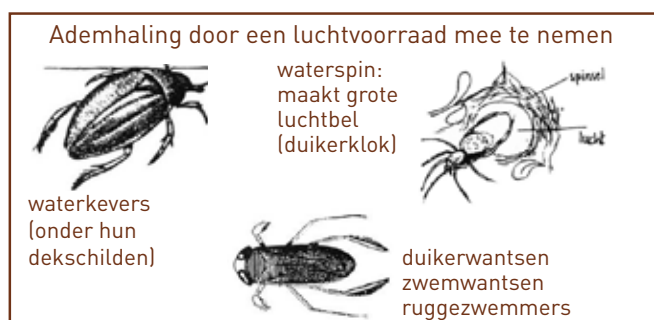 Ademhaling door een luchtvoorraad mee te nemen
waterspin:
maakt grote
luchtbel
(duikerklok)
spinsel
lucht
waterkevers
(onder hun
dekschilden)
duikerwantsen
zwemwantsen
ruggezwemmers